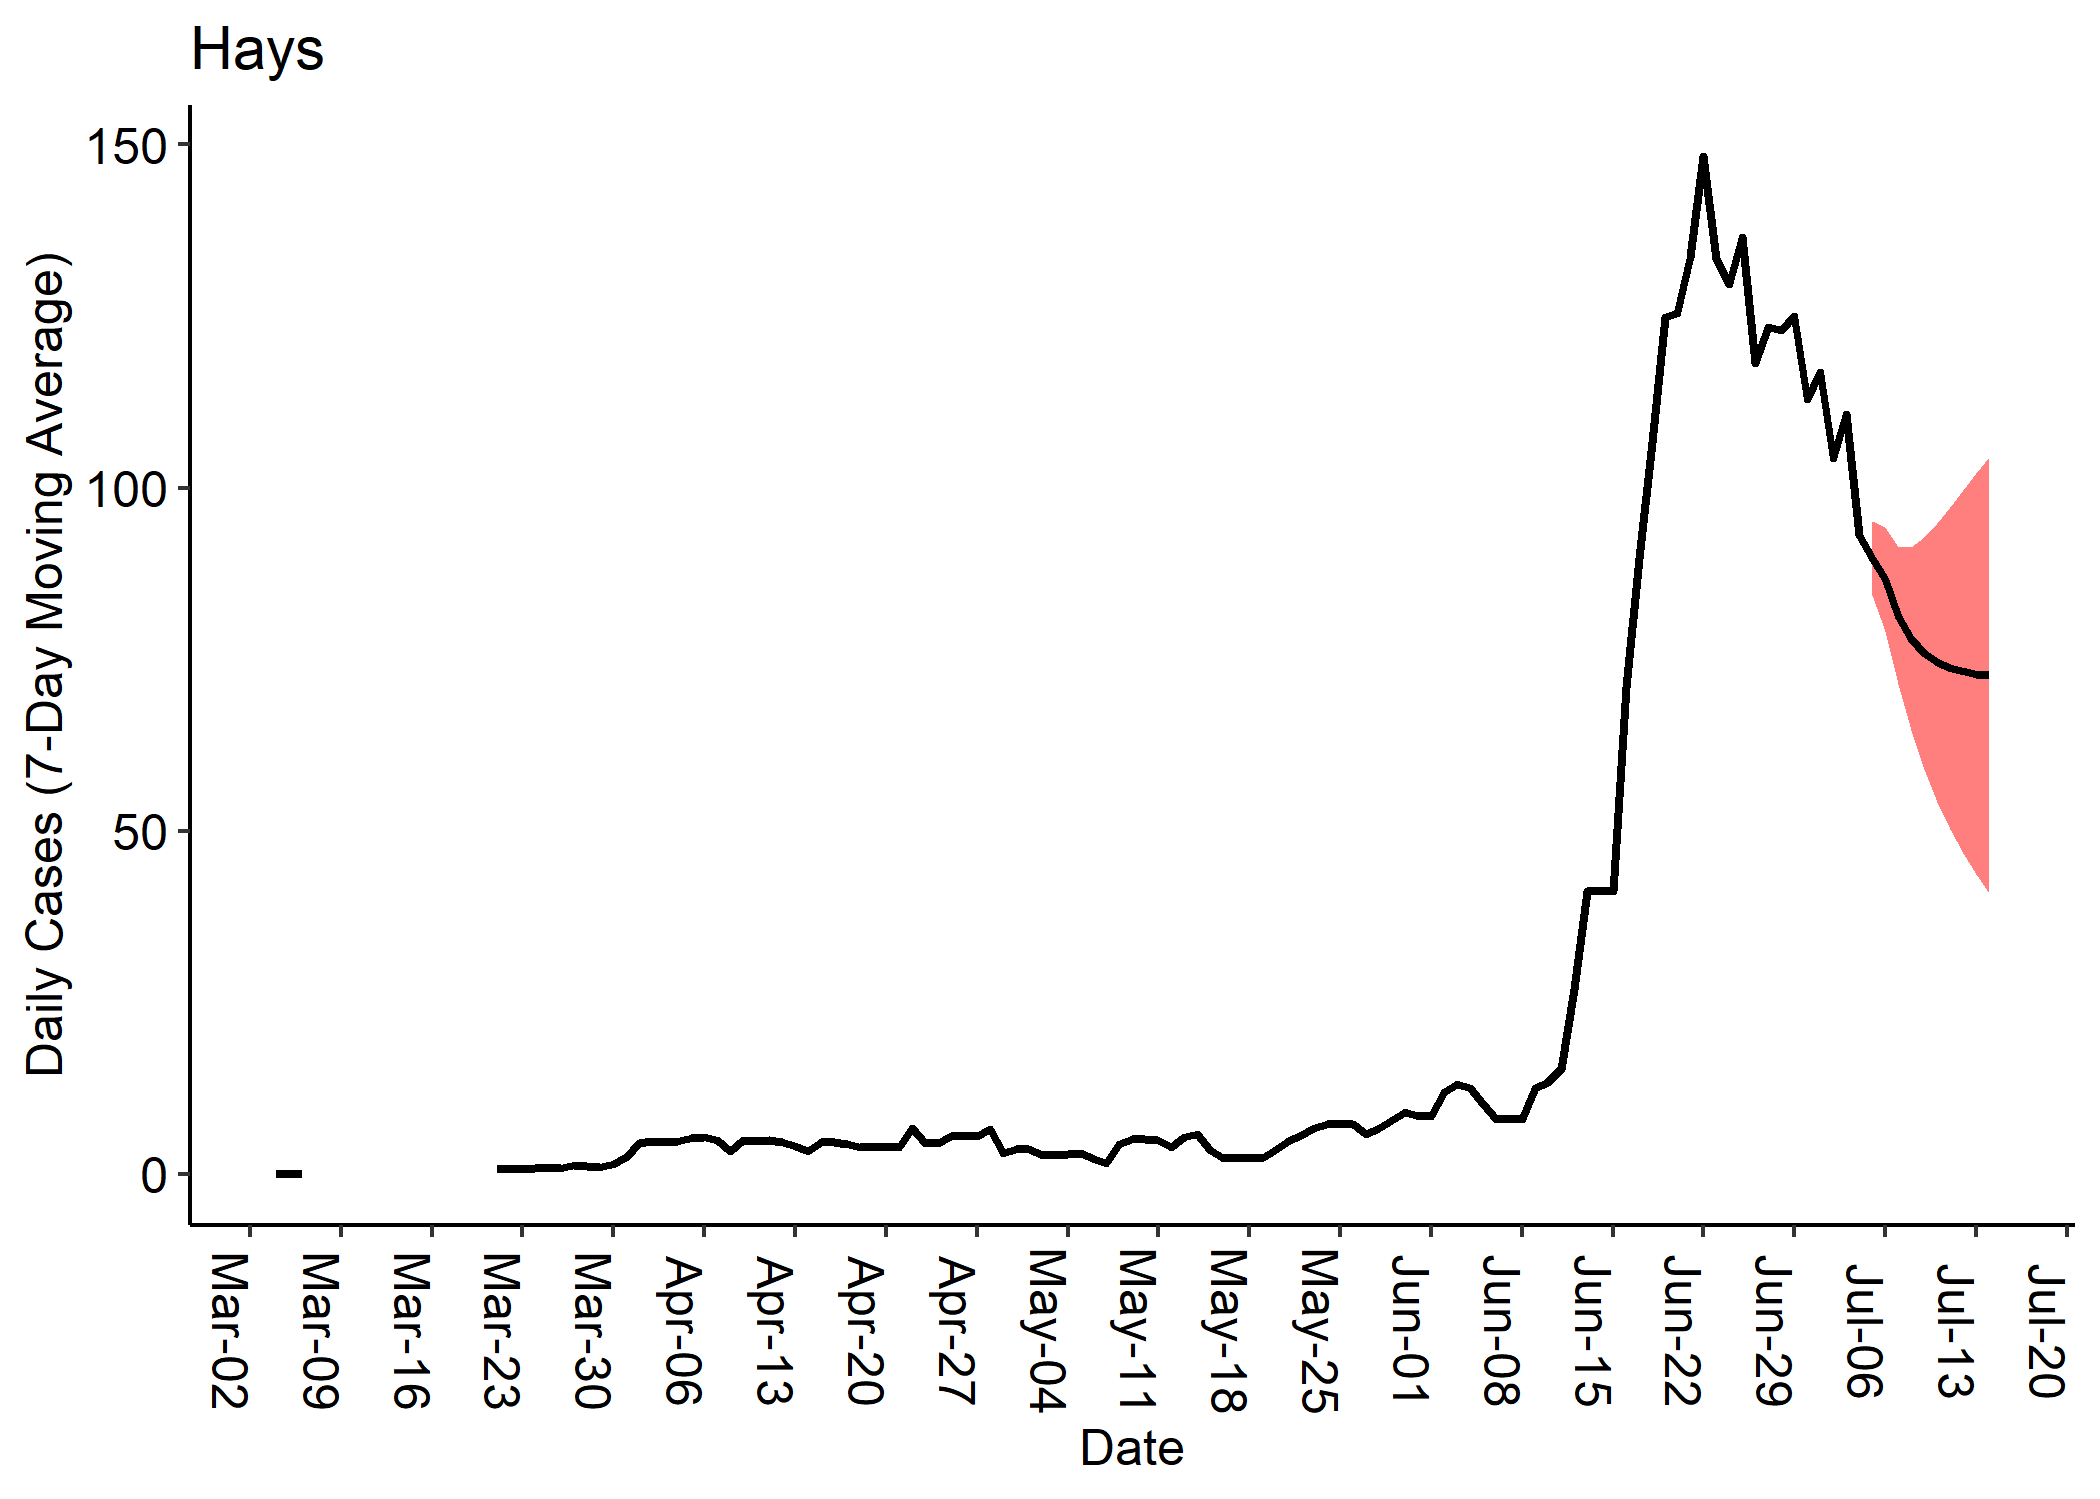 Hays
Daily Cases (7-Day Moving Average)
150
100
50
0
Mar-02
Mar-09
Mar-16
Mar-23
Mar-30
Apr-06
Apr-13
Apr-20
Apr-27
May-04
May-11
May-18
May-25
Jun-01
Jun-08
Jun-15
Jun-22
Jun-29
Jul-06
Jul-13
Jul-20
Date